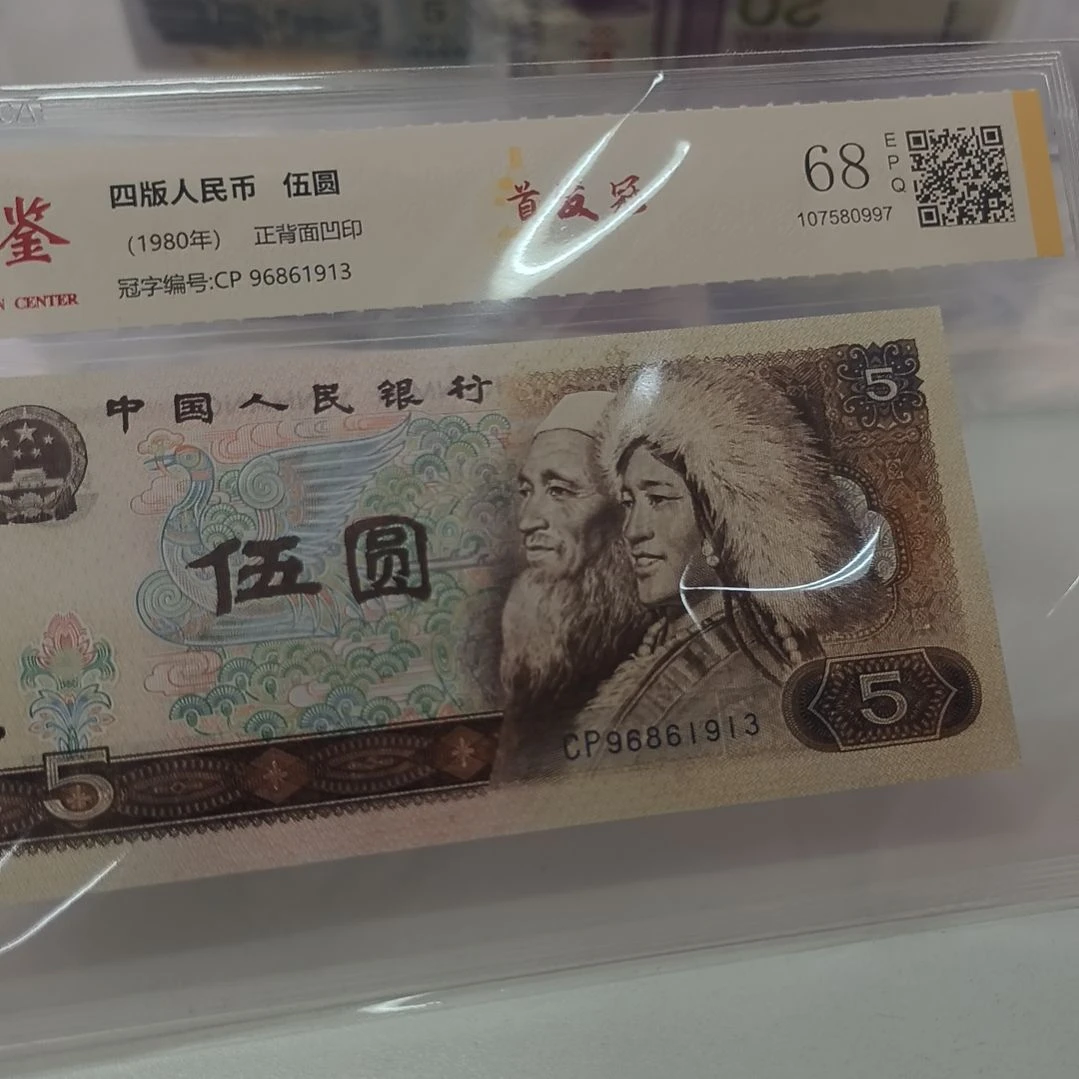 四版人民币 伍圆
(1980年) 正背面凹印
冠字编号:CP 96861913
鉴
CENTER
首发冠
68
EPQ
107580997
中国人民银行
伍圆
5
5
5
CP96861913